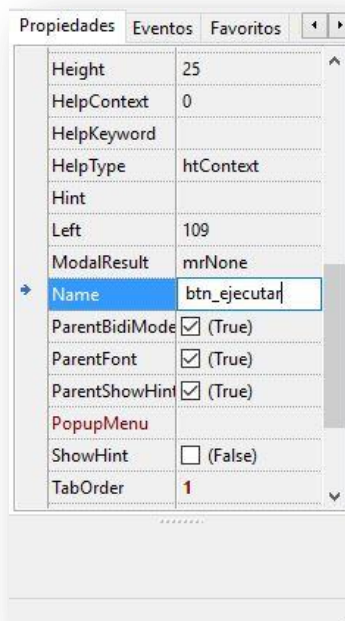 Propiedades Eventos Favoritos
Height 25
HelpContext 0
HelpKeyword
HelpType htContext
Hint
Left 109
ModalResult mrNone
Name btn_ejecutar
ParentBidiMode (True)
ParentFont (True)
ParentShowHint (True)
PopupMenu
ShowHint (False)
TabOrder 1